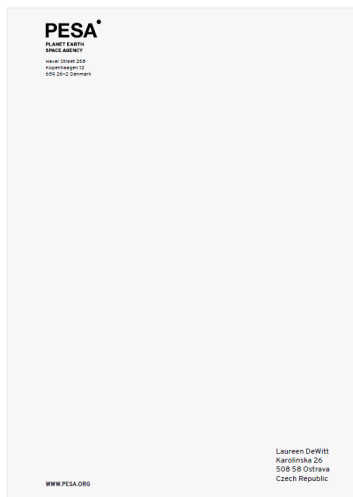 PESA
PLANET EARTH
SPACE AGENCY
Havel Street 268
Kopenhaagen 12
659 26-2 Denmark
Laureen DeWitt
Karolinska 26
508 58 Ostrava
Czech Republic
WWW.PESA.ORG